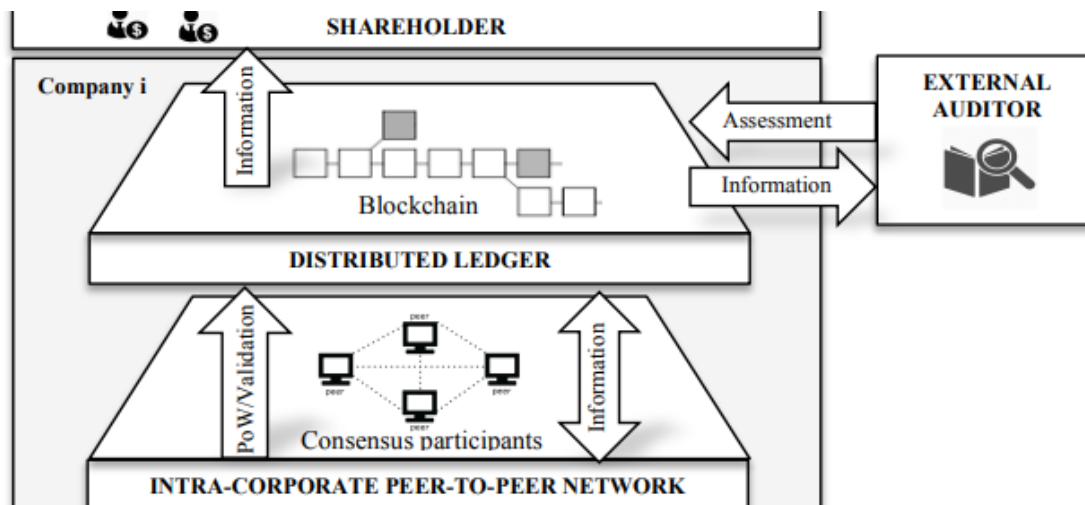 SHAREHOLDER
Company i
Information
EXTERNAL
AUDITOR
Assessment
Information
Blockchain
DISTRIBUTED LEDGER
PoW/Validation
peer
peer
peer
peer
Information
Consensus participants
INTRA-CORPORATE PEER-TO-PEER NETWORK